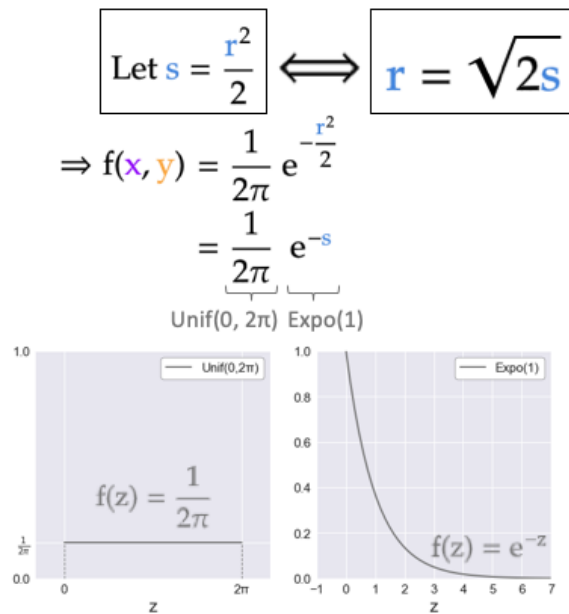 Let s = r²/2 ⟺ r = √2s
⇒ f(x, y) = 1/2π e^(-r²/2)
= 1/2π e^(-s)
Unif(0, 2π) Expo(1)
1.0
1/2π
0.0
Unif(0,2π)
f(z) = 1/2π
0 2π
z
1.0
0.8
0.6
0.4
0.2
0.0
Expo(1)
f(z) = e^(-z)
−1 0 1 2 3 4 5 6 7
z